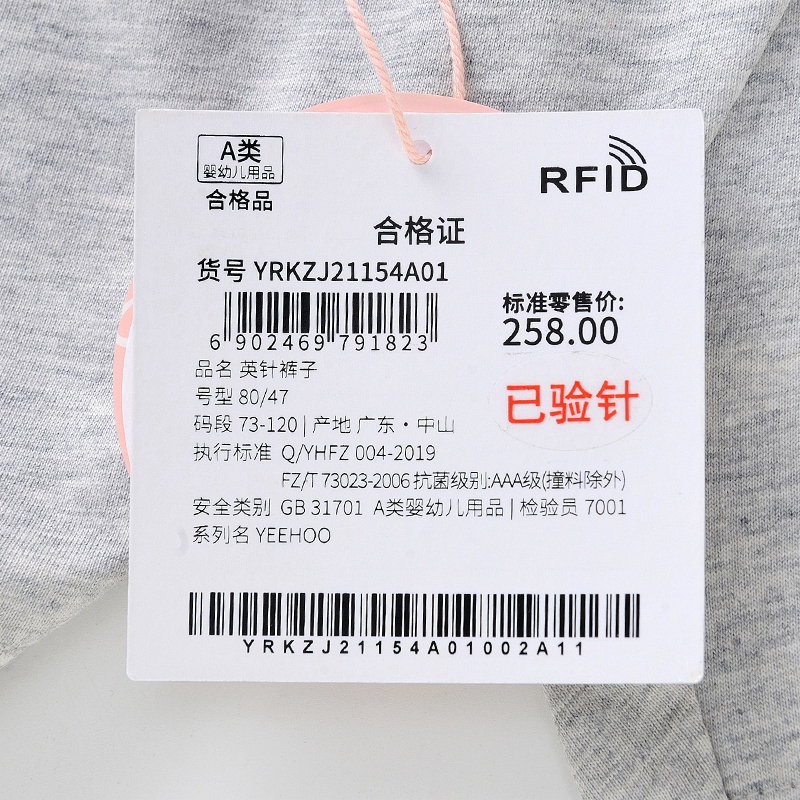 A类
婴幼儿用品
合格品
RFID
合格证
货号 YRKZJ21154A01
6 902469 791823
标准零售价:
258.00
品名 英针裤子
号型 80/47
已验针
码段 73-120 | 产地 广东·中山
执行标准 Q/YHFZ 004-2019
FZ/T 73023-2006 抗菌级别:AAA级(撞料除外)
安全类别 GB 31701 A类婴幼儿用品 | 检验员 7001
系列名 YEEHOO
YRKZJ21154A01002A11